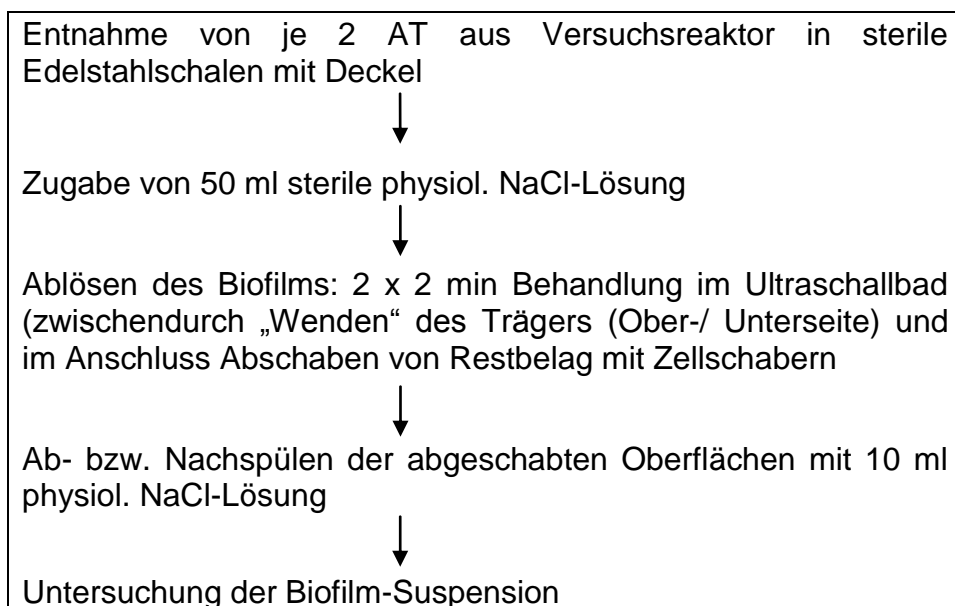 Entnahme von je 2 AT aus Versuchsreaktor in sterile
Edelstahlschalen mit Deckel
Zugabe von 50 ml sterile physiol. NaCl-Lösung
Ablösen des Biofilms: 2 x 2 min Behandlung im Ultraschallbad
(zwischendurch „Wenden“ des Trägers (Ober-/ Unterseite) und
im Anschluss Abschaben von Restbelag mit Zellschabern
Ab- bzw. Nachspülen der abgeschabten Oberflächen mit 10 ml
physiol. NaCl-Lösung
Untersuchung der Biofilm-Suspension